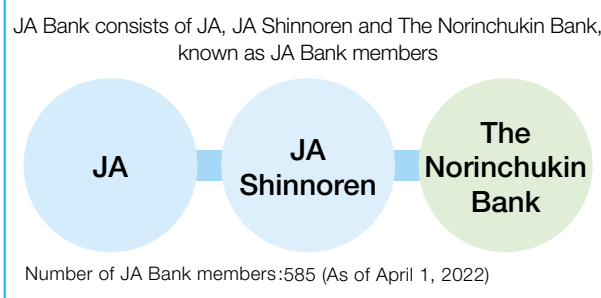 JA Bank consists of JA, JA Shinnoren and The Norinchukin Bank,
known as JA Bank members
JA
JA
Shinnoren
The
Norinchukin
Bank
Number of JA Bank members:585 (As of April 1, 2022)